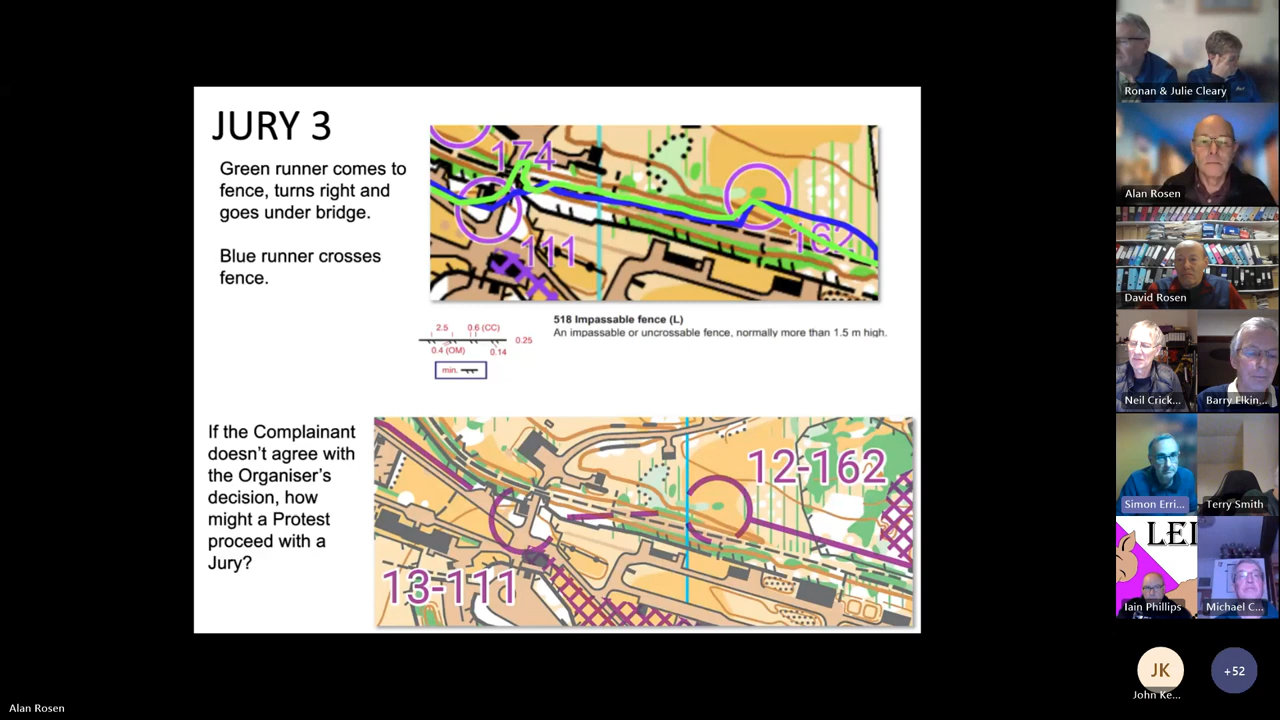 JURY 3
Green runner comes to
fence, turns right and
goes under bridge.
Blue runner crosses
fence.
174
111
162
518 Impassable fence (L)
An impassable or uncrossable fence, normally more than 1.5 m high.
2.5
0.6 (CC)
0.25
0.4 (OM)
0.14
min.
If the Complainant
doesn't agree with
the Organiser's
decision, how
might a Protest
proceed with a
Jury?
12-162
13-111
Ronan & Julie Cleary
Alan Rosen
David Rosen
Neil Crick...
Barry Elkin...
Simon Erri...
Terry Smith
LEI
Iain Phillips
Michael C...
JK
John Ke...
+52
Alan Rosen